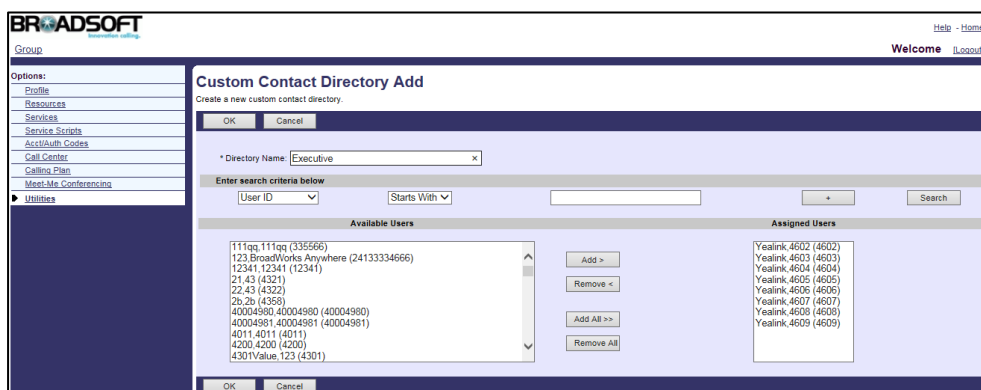 BROADSOFT
innovation calling.
Help - Home
Group
Welcome [Logout
Options:
Profile
Resources
Services
Service Scripts
Acct/Auth Codes
Call Center
Calling Plan
Meet-Me Conferencing
Utilities
Custom Contact Directory Add
Create a new custom contact directory.
OK Cancel
* Directory Name: Executive ×
Enter search criteria below
User ID Starts With + Search
Available Users Assigned Users
111qq,111qq (335566)
123,BroadWorks Anywhere (24133334666)
12341,12341 (12341)
21,43 (4321)
22,43 (4322)
2b,2b (4358)
40004980,40004980 (40004980)
40004981,40004981 (40004981)
4011,4011 (4011)
4200,4200 (4200)
4301Value,123 (4301)
Add >
Remove <
Add All >>
Remove All
Yealink,4602 (4602)
Yealink,4603 (4603)
Yealink,4604 (4604)
Yealink,4605 (4605)
Yealink,4606 (4606)
Yealink,4607 (4607)
Yealink,4608 (4608)
Yealink,4609 (4609)
OK Cancel